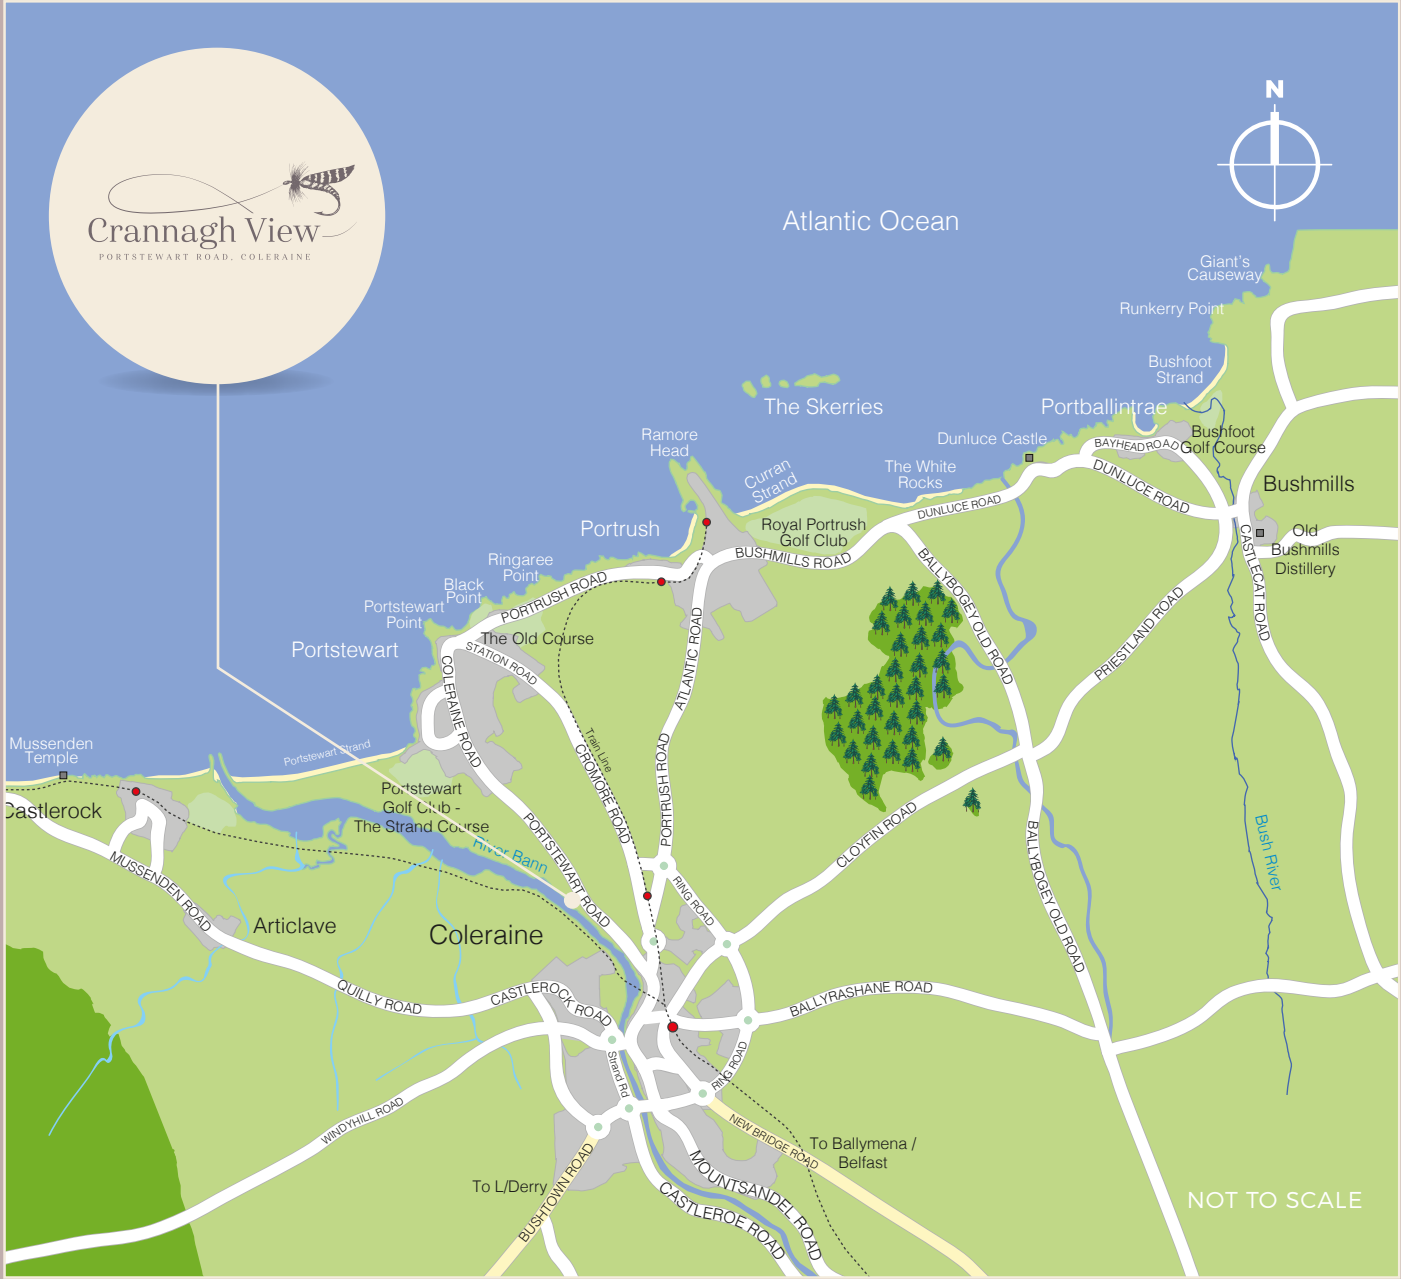 N
Crannagh View
PORTSTEWART ROAD, COLERAINE
Atlantic Ocean
Giant's
Causeway
Runkerry Point
Bushfoot
Strand
The Skerries
Portballintrae
Ramore
Head
Dunluce Castle
BAYHEAD ROAD
Bushfoot
Golf Course
Curran
Strand
The White
Rocks
DUNLUCE ROAD
Bushmills
DUNLUCE ROAD
Portrush
Royal Portrush
Golf Club
Old
Bushmills
Distillery
CASTLECAT ROAD
BUSHMILLS ROAD
Ringaree
Point
Black
Point
PORTRUSH ROAD
BALLYBOGEY OLD ROAD
Portstewart
Point
The Old Course
Portstewart
STATION ROAD
ATLANTIC ROAD
PRIESTLAND ROAD
COLERAINE ROAD
Mussenden
Temple
Portstewart Strand
Train Line
CROMORE ROAD
PORTRUSH ROAD
Castlerock
Portstewart
Golf Club -
The Strand Course
PORTSTEWART ROAD
River Bann
CLOYFIN ROAD
BALLYBOGEY OLD ROAD
Bush River
MUSSENDEN ROAD
RING ROAD
Articlave
Coleraine
QUILLY ROAD
CASTLEROCK ROAD
BALLYRASHANE ROAD
Strand Rd
RING ROAD
WINDYHILL ROAD
NEW BRIDGE ROAD
To Ballymena /
Belfast
To L/Derry
BUSHTOWN ROAD
MOUNTSANDEL ROAD
CASTLEROE ROAD
NOT TO SCALE